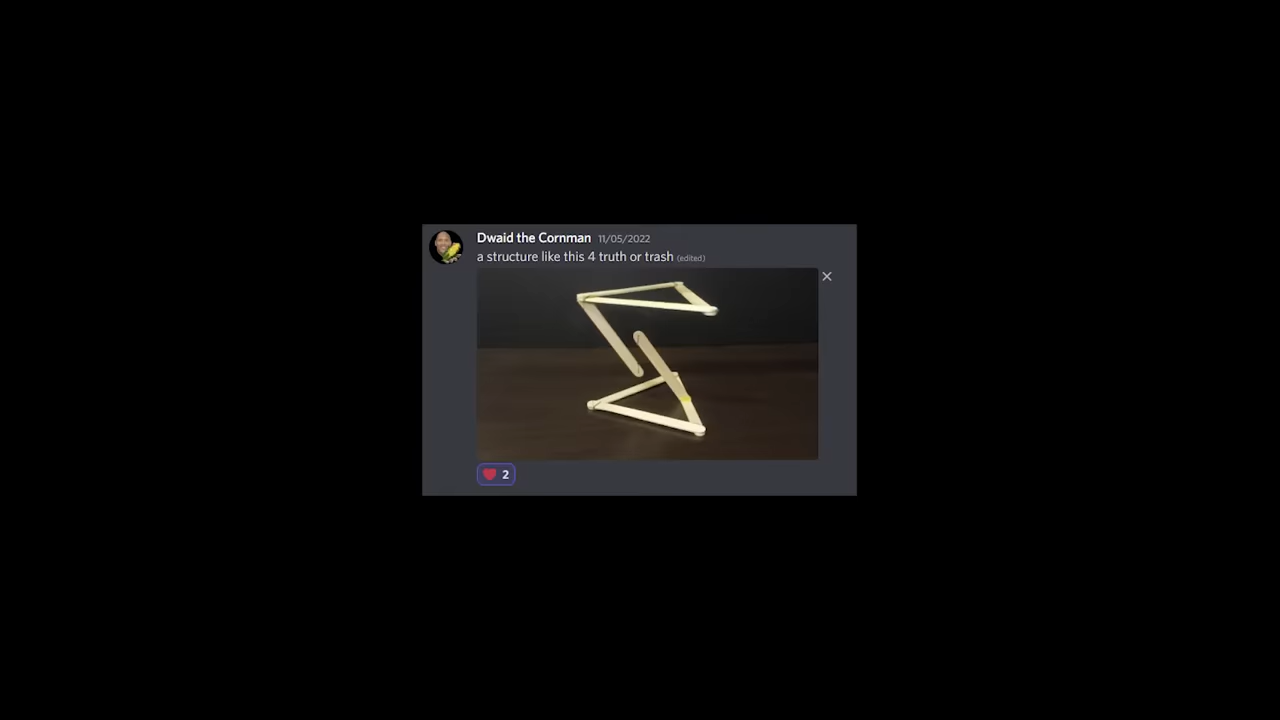 Dwaid the Cornman 11/05/2022
a structure like this 4 truth or trash (edited)
2